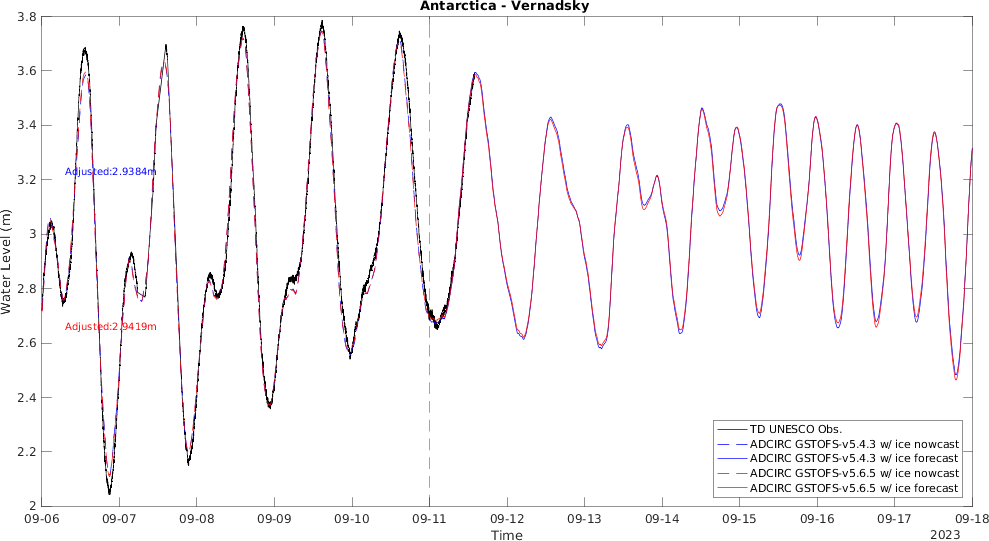 Antarctica - Vernadsky
3.8
3.6
3.4
3.2
3
2.8
2.6
2.4
2.2
2
Water Level (m)
Adjusted:2.9384m
Adjusted:2.9419m
TD UNESCO Obs.
ADCIRC GSTOFS-v5.4.3 w/ ice nowcast
ADCIRC GSTOFS-v5.4.3 w/ ice forecast
ADCIRC GSTOFS-v5.6.5 w/ ice nowcast
ADCIRC GSTOFS-v5.6.5 w/ ice forecast
09-06 09-07 09-08 09-09 09-10 09-11 09-12 09-13 09-14 09-15 09-16 09-17 09-18
Time
2023